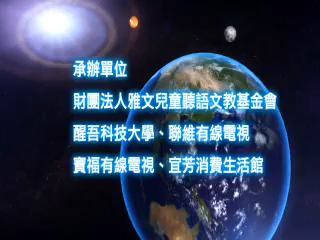 承辦單位
財團法人雅文兒童聽語文教基金會
醒吾科技大學、聯維有線電視
寶福有線電視、宜芳消費生活館